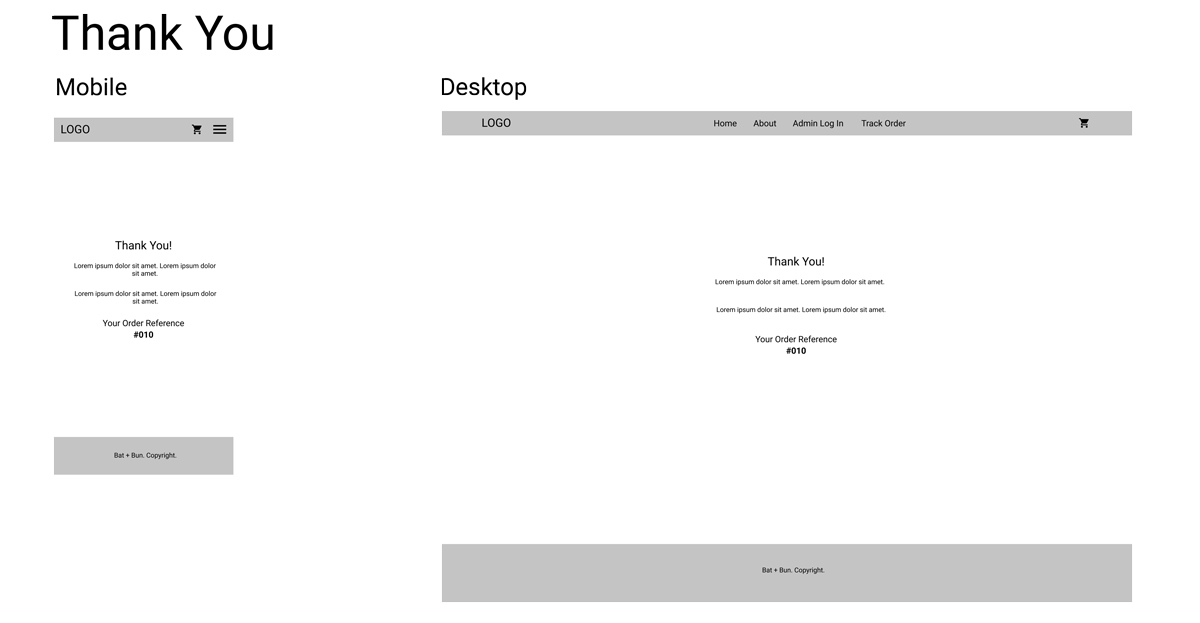 Thank You
Mobile
LOGO
Thank You!
Lorem ipsum dolor sit amet. Lorem ipsum dolor
sit amet.
Lorem ipsum dolor sit amet. Lorem ipsum dolor
sit amet.
Your Order Reference
#010
Bat + Bun. Copyright.
Desktop
LOGO Home About Admin Log In Track Order
Thank You!
Lorem ipsum dolor sit amet. Lorem ipsum dolor sit amet.
Lorem ipsum dolor sit amet. Lorem ipsum dolor sit amet.
Your Order Reference
#010
Bat + Bun. Copyright.